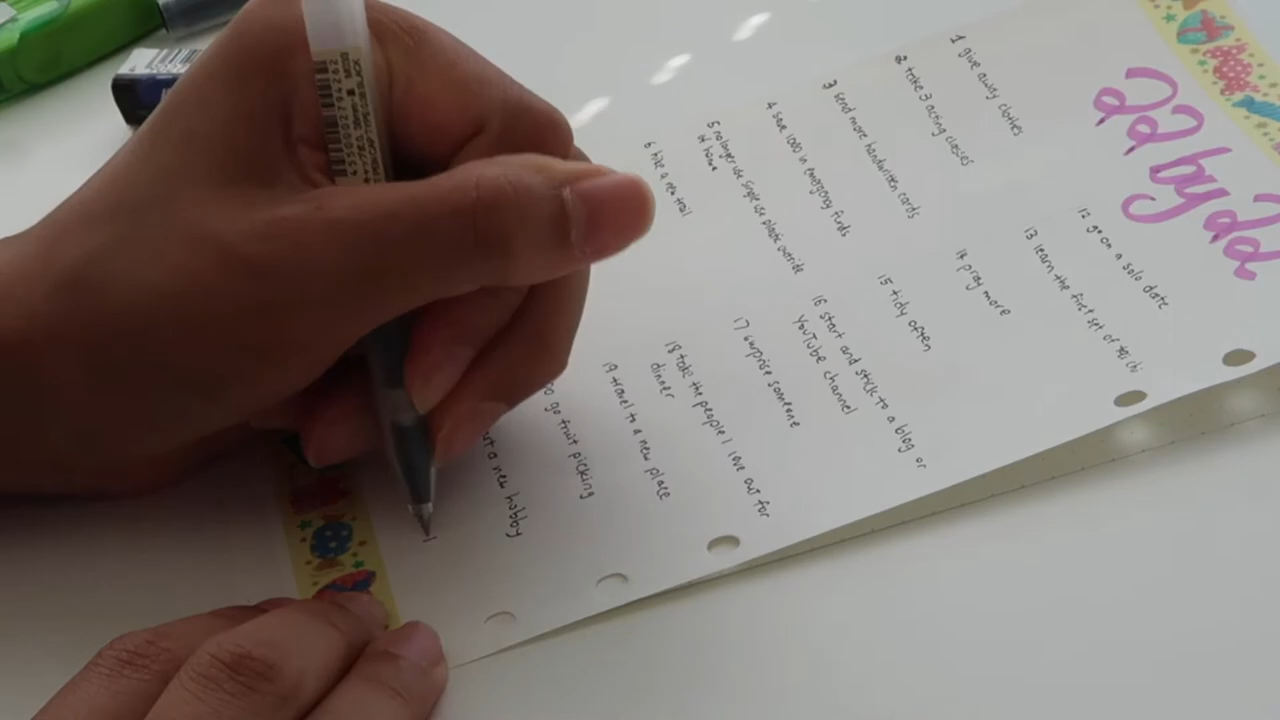 22 by 22
1 give away clothes
2 take 3 acting classes
3 send more handwritten cards
4 save 1000 in emergency funds
5 no longer use single use plastic outside
of home
6 hike a new trail
12 go on a solo date
13 learn the first set of tai chi
14 pray more
15 tidy often
16 start and stick to a blog or
YouTube channel
17 surprise someone
18 take the people I love out for
dinner
19 travel to a new place
go fruit picking
a new hobby
4550002794262
BLACK